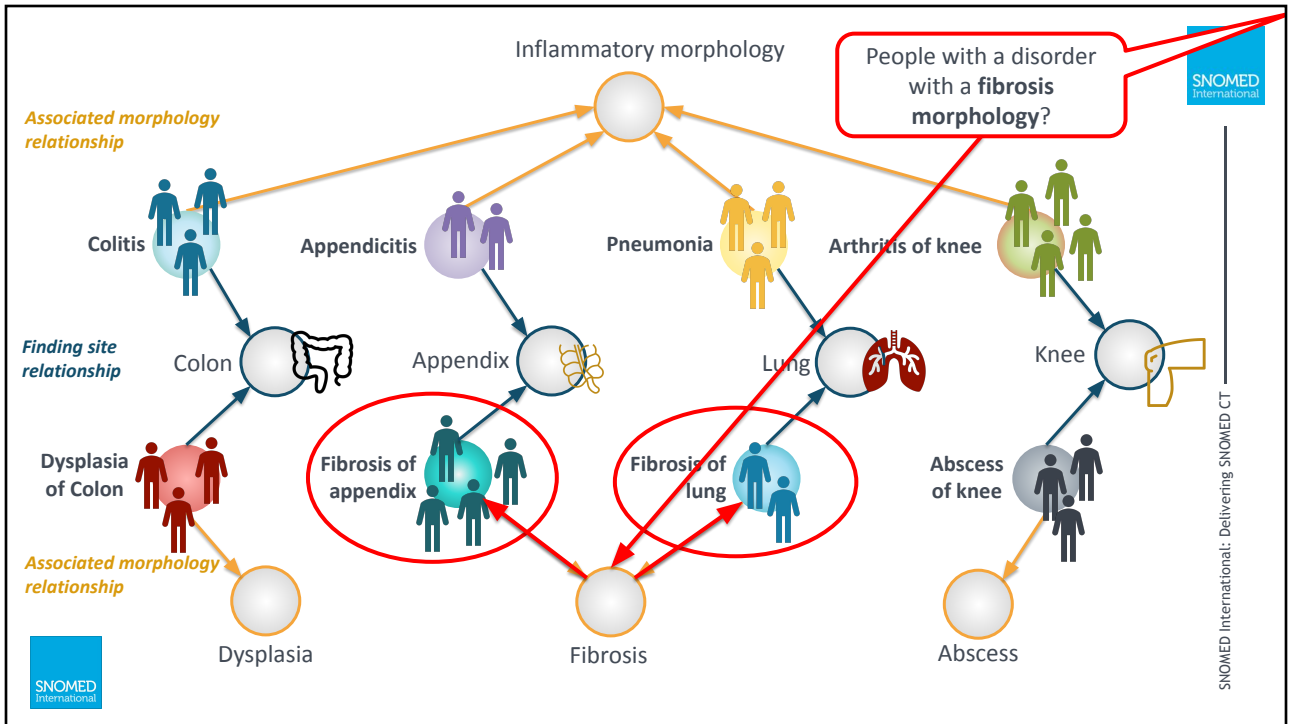 Inflammatory morphology
People with a disorder
with a fibrosis
morphology?
SNOMED
International
Associated morphology
relationship
Colitis
Appendicitis
Pneumonia
Arthritis of knee
Finding site
relationship
Colon
Appendix
Lung
Knee
Dysplasia
of Colon
Fibrosis of
appendix
Fibrosis of
lung
Abscess
of knee
Associated morphology
relationship
Dysplasia
Fibrosis
Abscess
SNOMED
International
SNOMED International: Delivering SNOMED CT